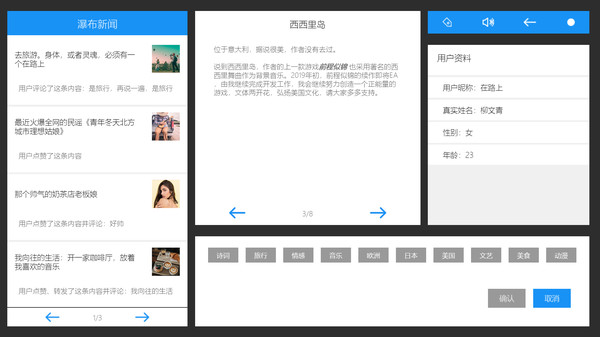 瀑布新闻
去旅游，身体，或者灵魂，必须有一
个在路上
用户评论了这条内容：是旅行，再说一遍，是旅行
最近火爆全网的民谣《青年冬天北方
城市理想姑娘》
用户点赞了这条内容
那个帅气的奶茶店老板娘
用户点赞了这条内容并评论：好帅
我向往的生活：开一家咖啡厅，放着
我喜欢的音乐
用户点赞、转发了这条内容并评论：我向往的生活
1/3
西西里岛
位于意大利，据说很美，作者没有去过。
说到西西里岛，作者的上一款游戏前程似锦 也采用著名的西
西里舞曲作为背景音乐。2019年初，前程似锦的续作即将EA
，由我继续完成开发工作，我会继续努力创造一个正能量的
游戏，文体两开花，弘扬美国文化，请大家多多支持。
3/8
用户资料
用户昵称：在路上
真实姓名：柳文青
性别：女
年龄：23
诗词 旅行 情感 音乐 欧洲 日本 美国 文艺 美食 动漫
确认 取消